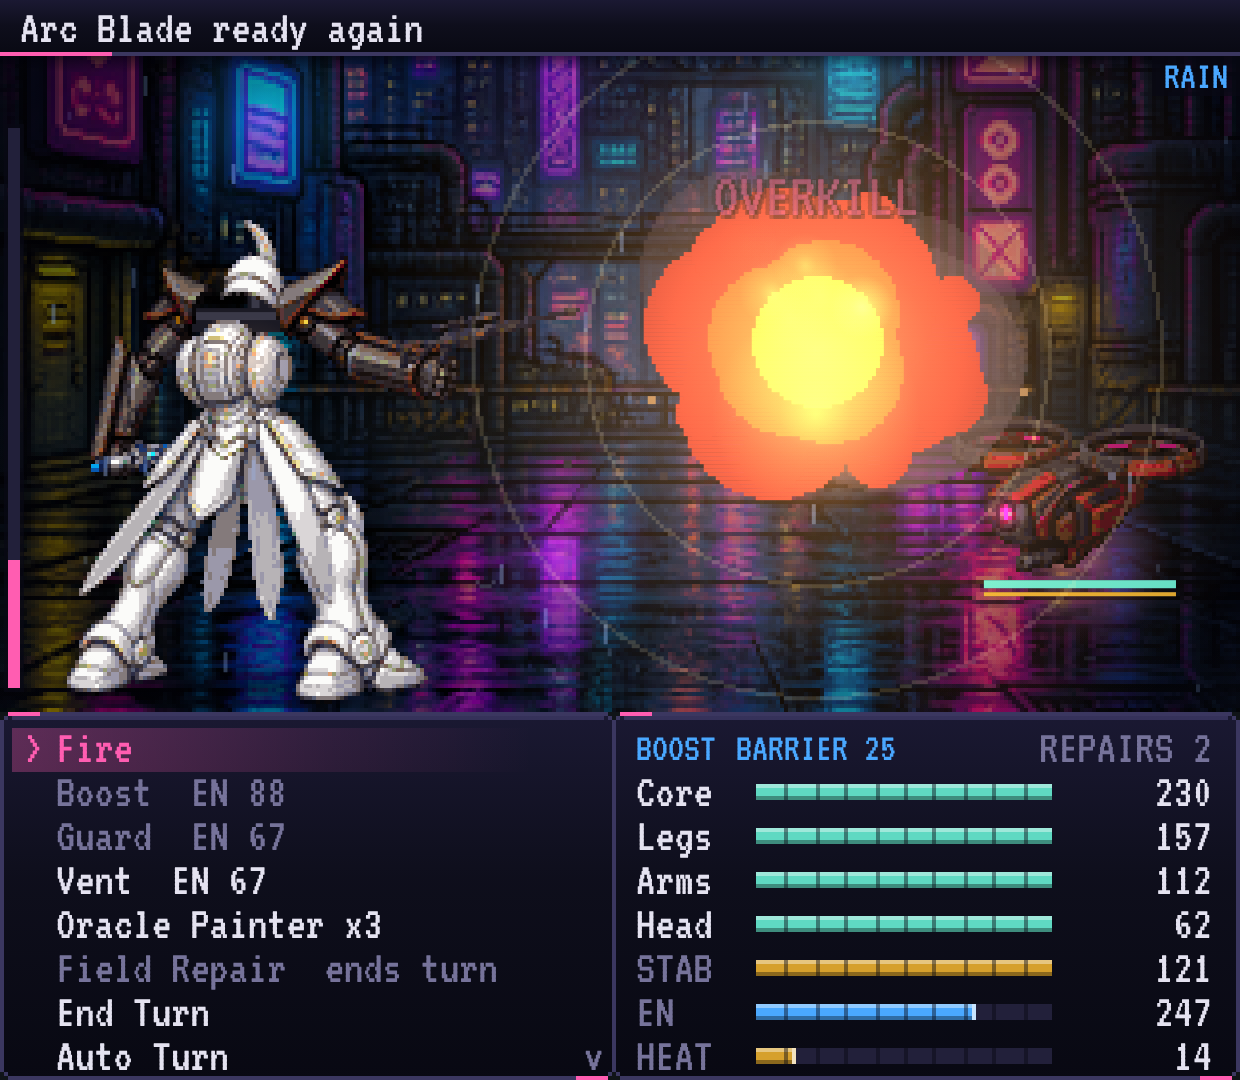 Arc Blade ready again
RAIN
OVERKILL
> Fire
Boost EN 88
Guard EN 67
Vent EN 67
Oracle Painter x3
Field Repair ends turn
End Turn
Auto Turn v
BOOST BARRIER 25 REPAIRS 2
Core 230
Legs 157
Arms 112
Head 62
STAB 121
EN 247
HEAT 14